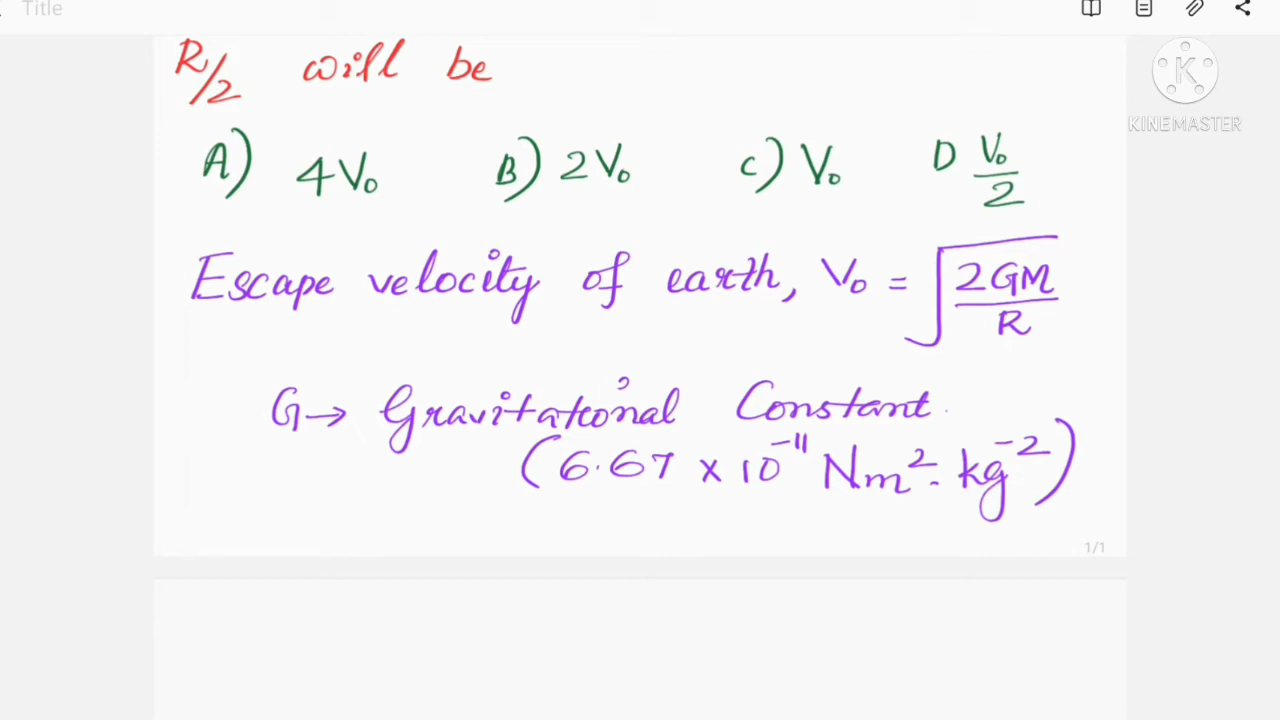 Title
R/2 will be
A) 4V₀ B) 2V₀ C) V₀ D V₀/2
Escape velocity of earth, V₀ = √(2GM/R)
G → Gravitational Constant
(6.67 x 10⁻¹¹ Nm². kg⁻²)
1/1
K
KINEMASTER